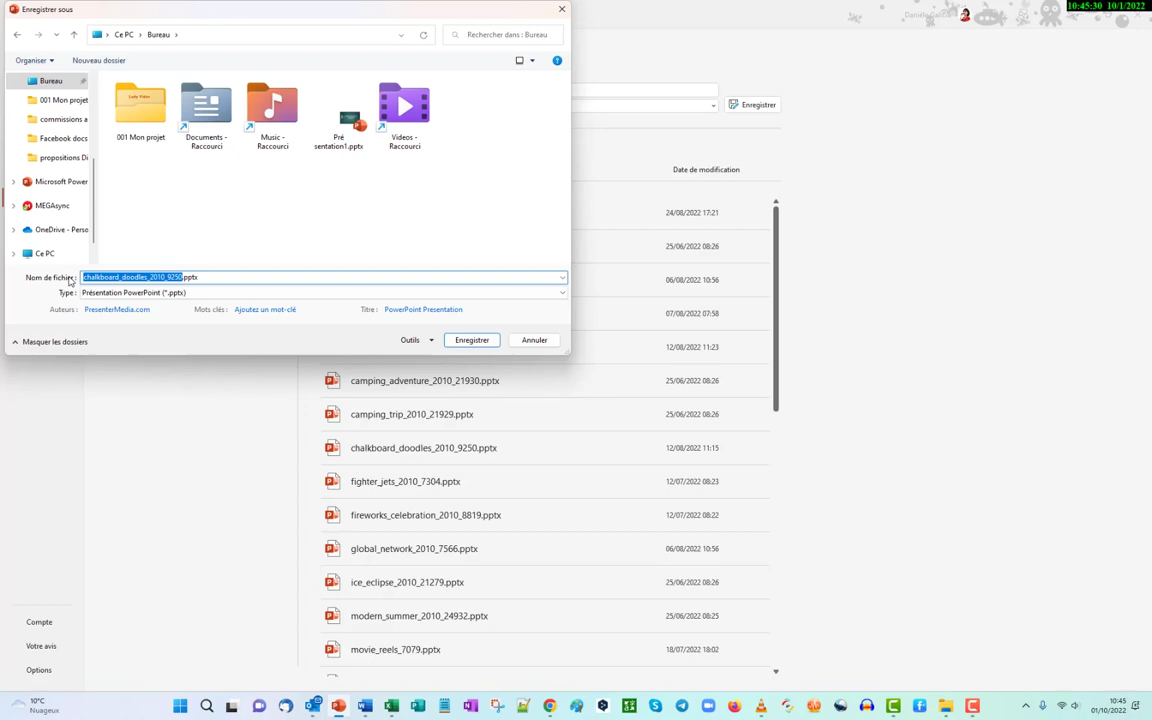 Enregistrer sous
10:45:30 10/1/2022
Ce PC
Bureau
Rechercher dans : Bureau
Organiser
Nouveau dossier
Bureau
001 Mon projet
commissions a
Facebook docs
propositions Di
Microsoft Power
MEGAsync
OneDrive - Perso
Ce PC
001 Mon projet
Documents -
Raccourci
Music -
Raccourci
Pré
sentation1.pptx
Videos -
Raccourci
Nom de fichier :
chalkboard_doodles_2010_9250.pptx
Type :
Présentation PowerPoint (*.pptx)
Auteurs :
PresenterMedia.com
Mots clés :
Ajoutez un mot-clé
Titre :
PowerPoint Presentation
Masquer les dossiers
Outils
Enregistrer
Annuler
Enregistrer
Date de modification
24/08/2022 17:21
25/06/2022 08:26
06/08/2022 10:56
07/08/2022 07:58
12/08/2022 11:23
camping_adventure_2010_21930.pptx 25/06/2022 08:26
camping_trip_2010_21929.pptx 25/06/2022 08:26
chalkboard_doodles_2010_9250.pptx 12/08/2022 11:15
fighter_jets_2010_7304.pptx 12/07/2022 08:23
fireworks_celebration_2010_8819.pptx 12/07/2022 08:22
global_network_2010_7566.pptx 06/08/2022 10:56
ice_eclipse_2010_21279.pptx 25/06/2022 08:26
modern_summer_2010_24932.pptx 25/06/2022 08:25
movie_reels_7079.pptx 18/07/2022 18:02
Compte
Votre avis
Options
10°C
Nuageux
10:45
01/10/2022